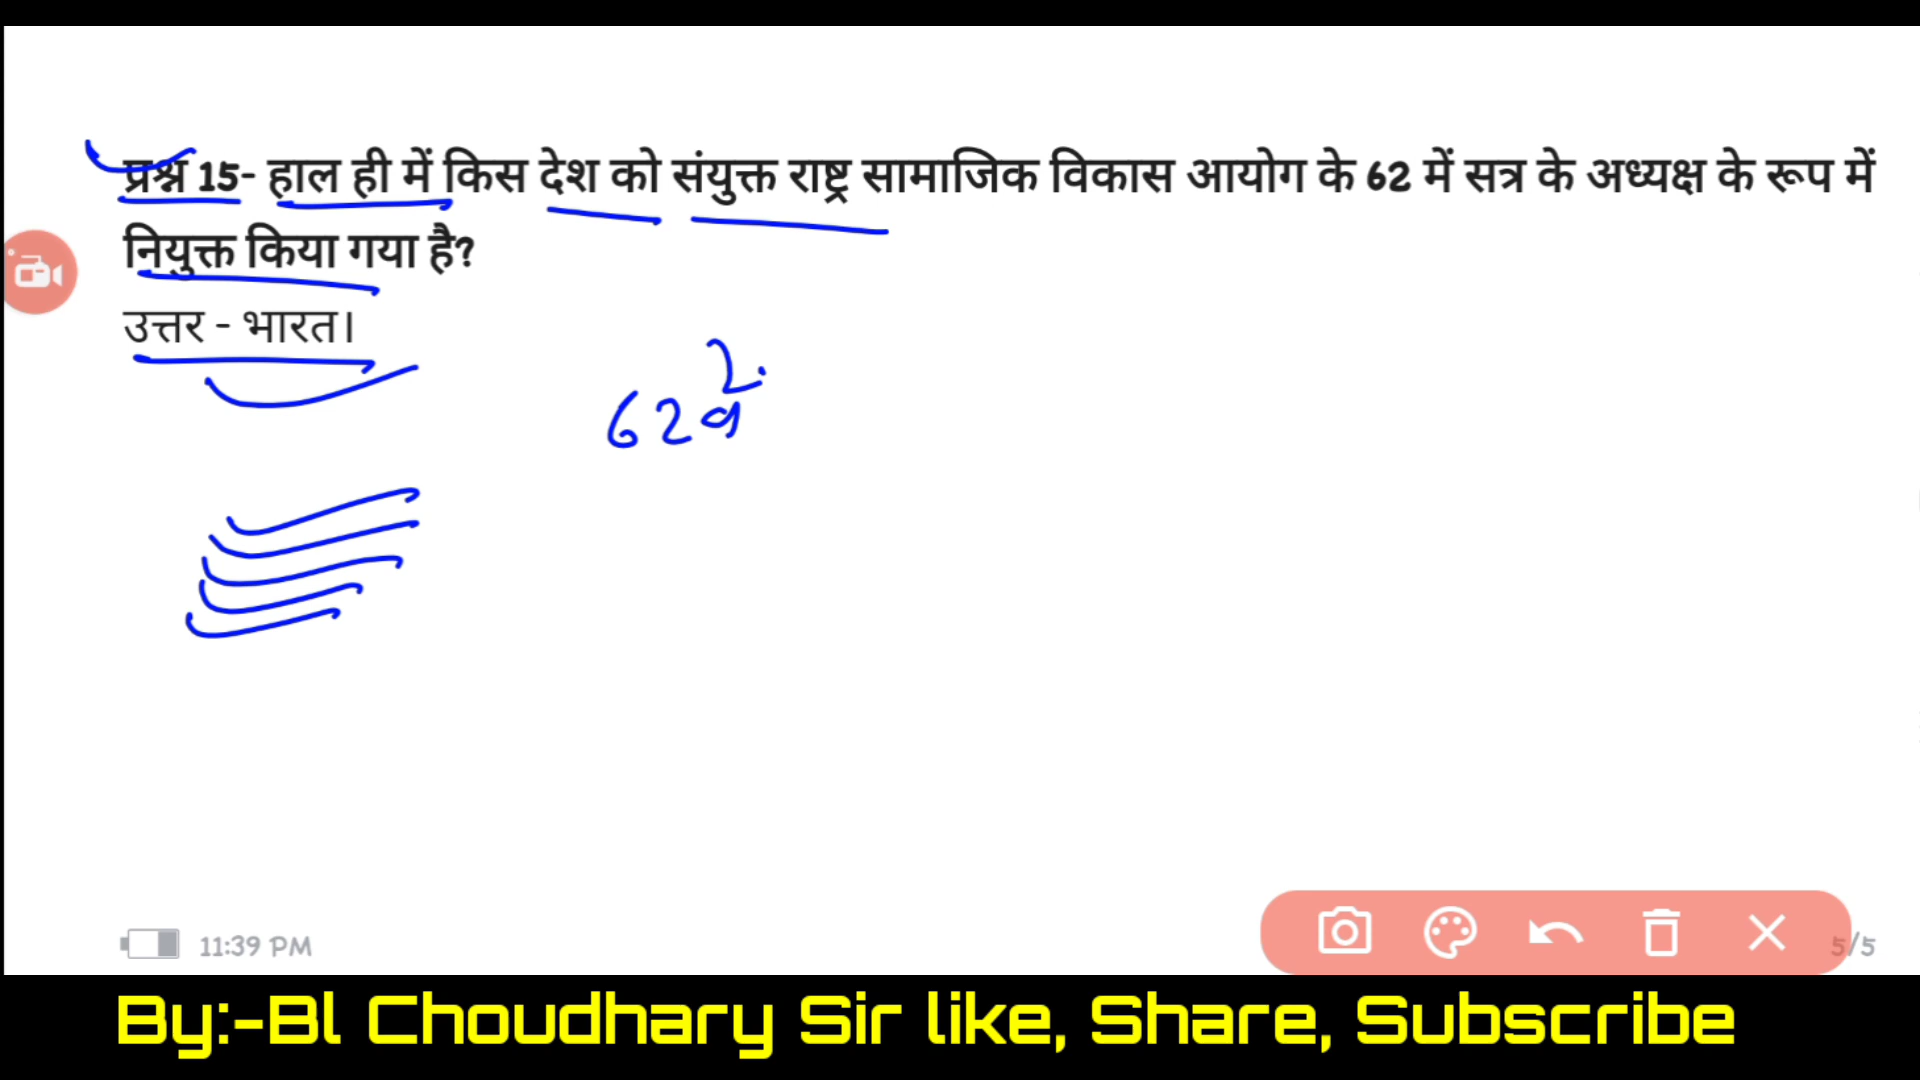 प्रश्न 15- हाल ही में किस देश को संयुक्त राष्ट्र सामाजिक विकास आयोग के 62 में सत्र के अध्यक्ष के रूप में
नियुक्त किया गया है?
उत्तर - भारत।
2.
62वा
11:39 PM
5/5
By:-Bl Choudhary Sir like, Share, Subscribe